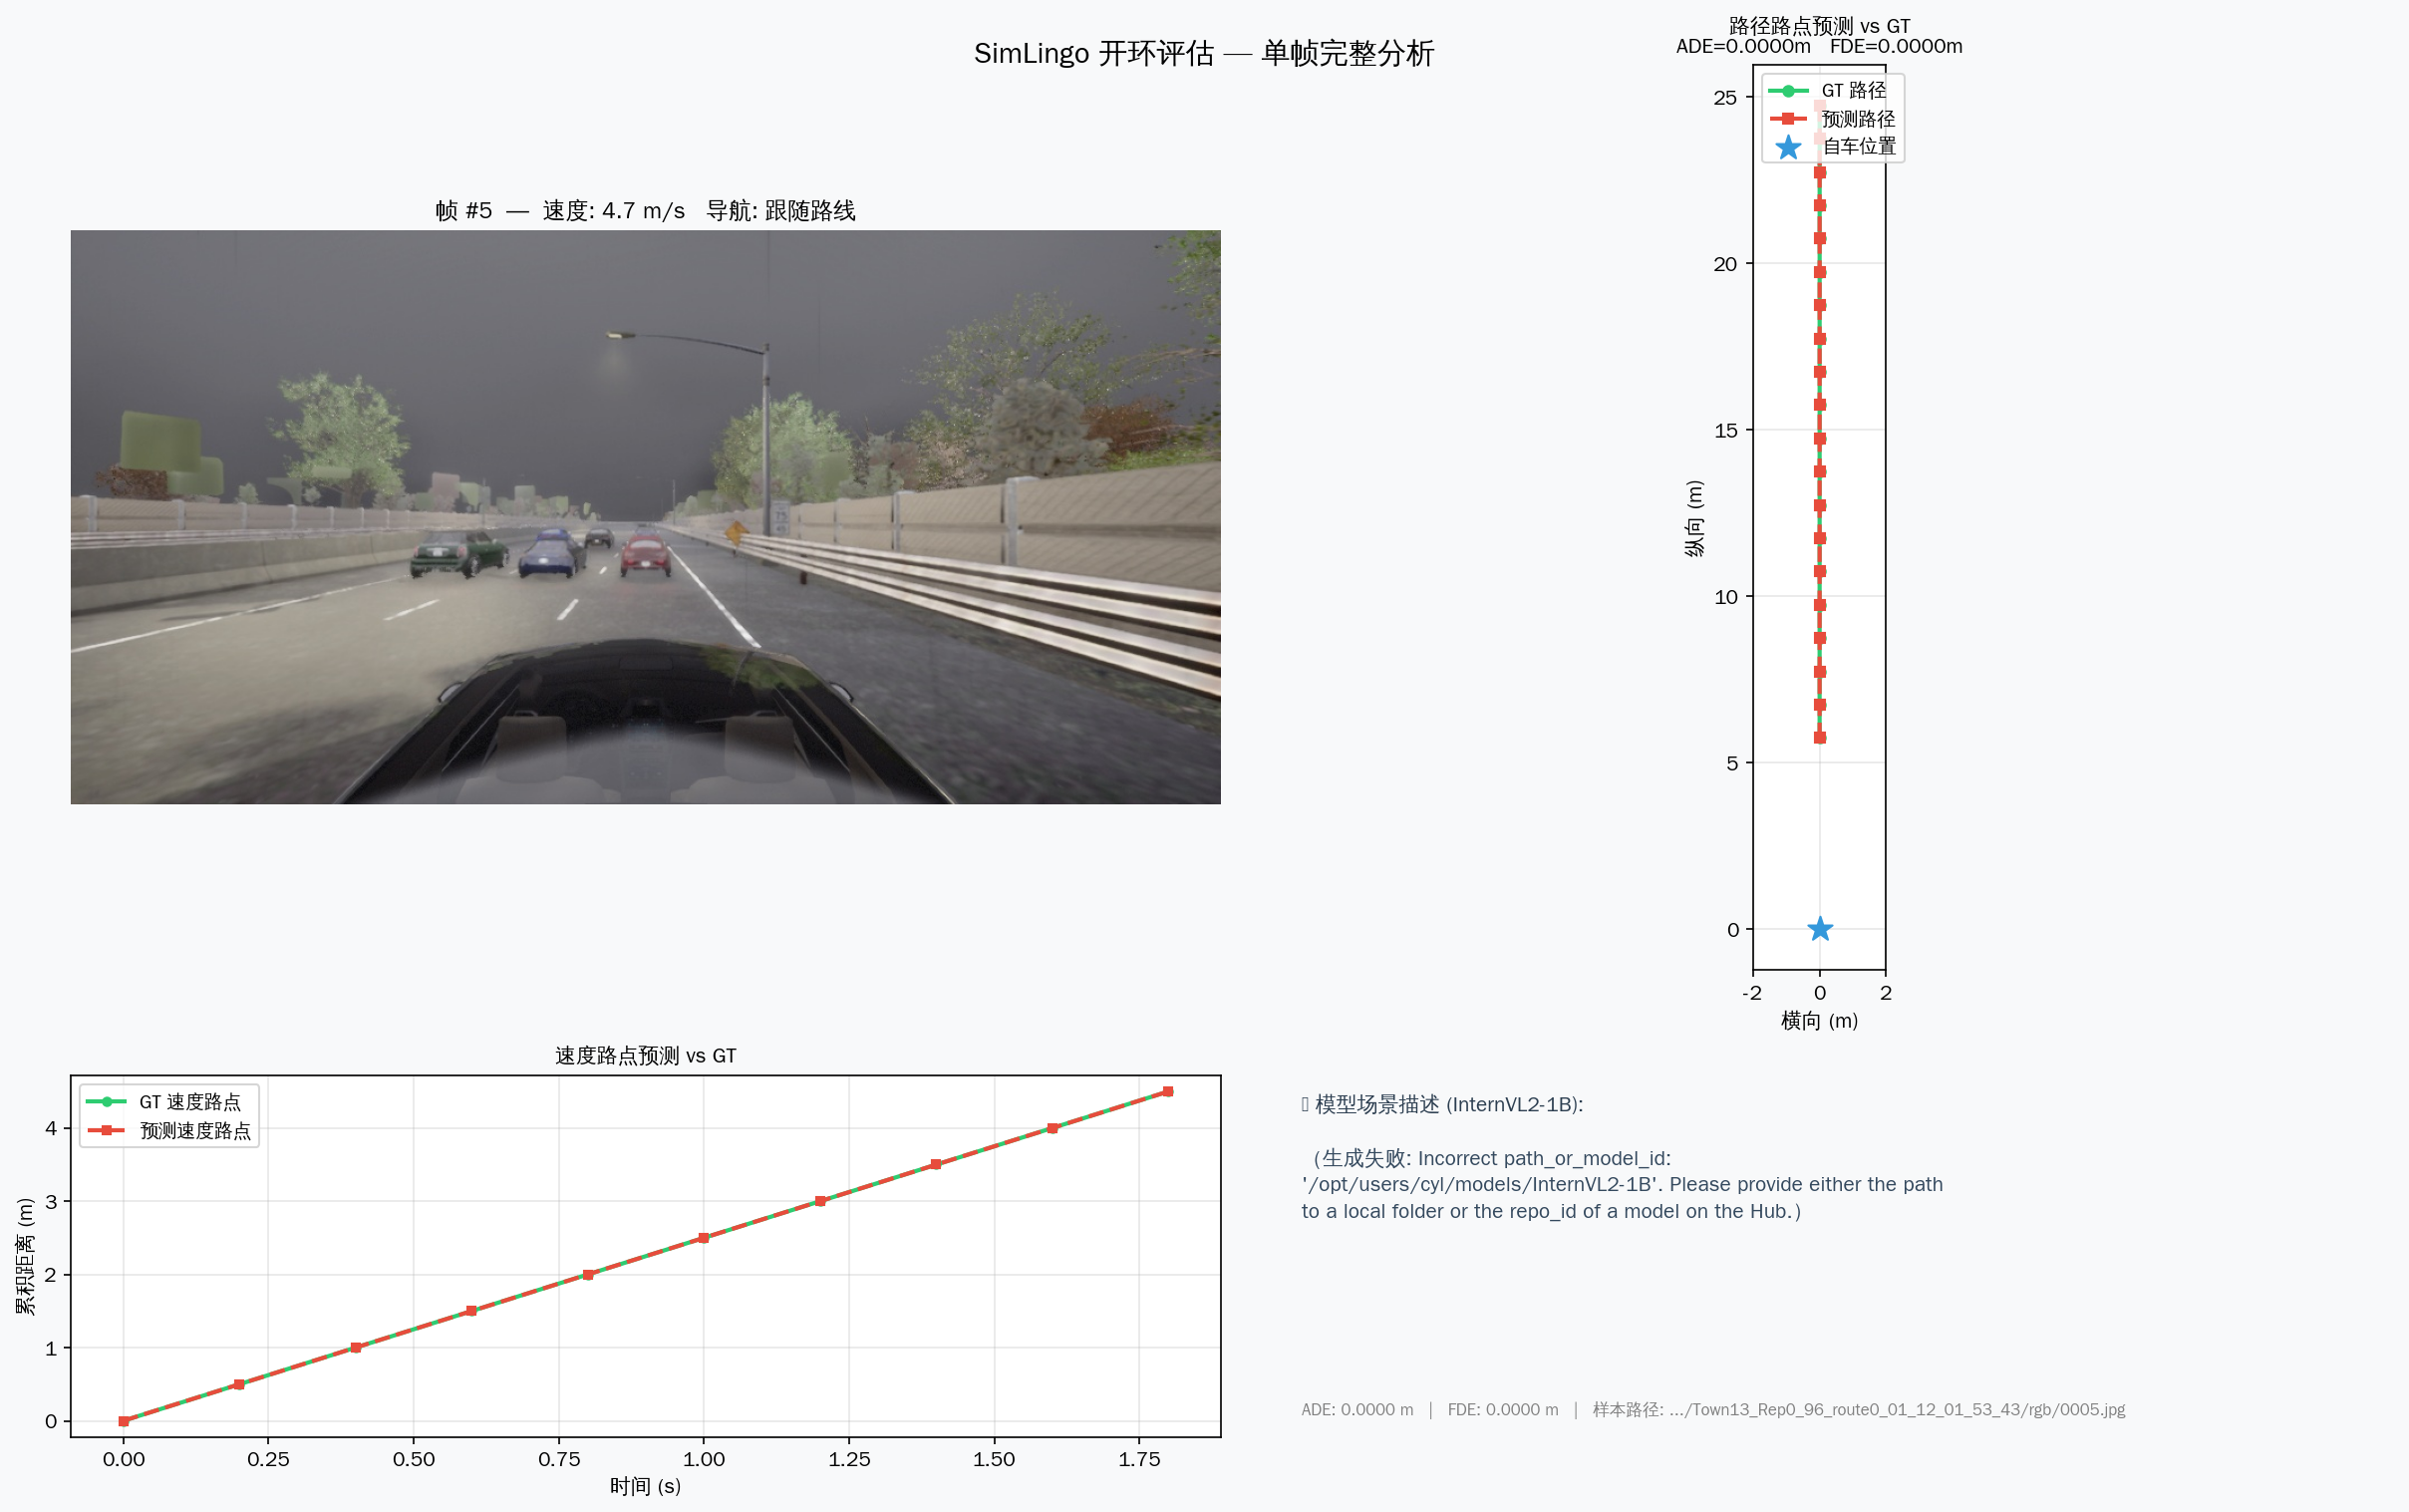 SimLingo 开环评估 — 单帧完整分析
帧 #5 — 速度: 4.7 m/s 导航: 跟随路线
路径路点预测 vs GT
ADE=0.0000m FDE=0.0000m
GT 路径
预测路径
自车位置
25
20
15
10
5
0
纵向 (m)
-2 0 2
横向 (m)
速度路点预测 vs GT
GT 速度路点
预测速度路点
4
3
2
1
0
累积距离 (m)
0.00 0.25 0.50 0.75 1.00 1.25 1.50 1.75
时间 (s)
模型场景描述 (InternVL2-1B):
（生成失败: Incorrect path_or_model_id:
'/opt/users/cyl/models/InternVL2-1B'. Please provide either the path
to a local folder or the repo_id of a model on the Hub.）
ADE: 0.0000 m | FDE: 0.0000 m | 样本路径: .../Town13_Rep0_96_route0_01_12_01_53_43/rgb/0005.jpg